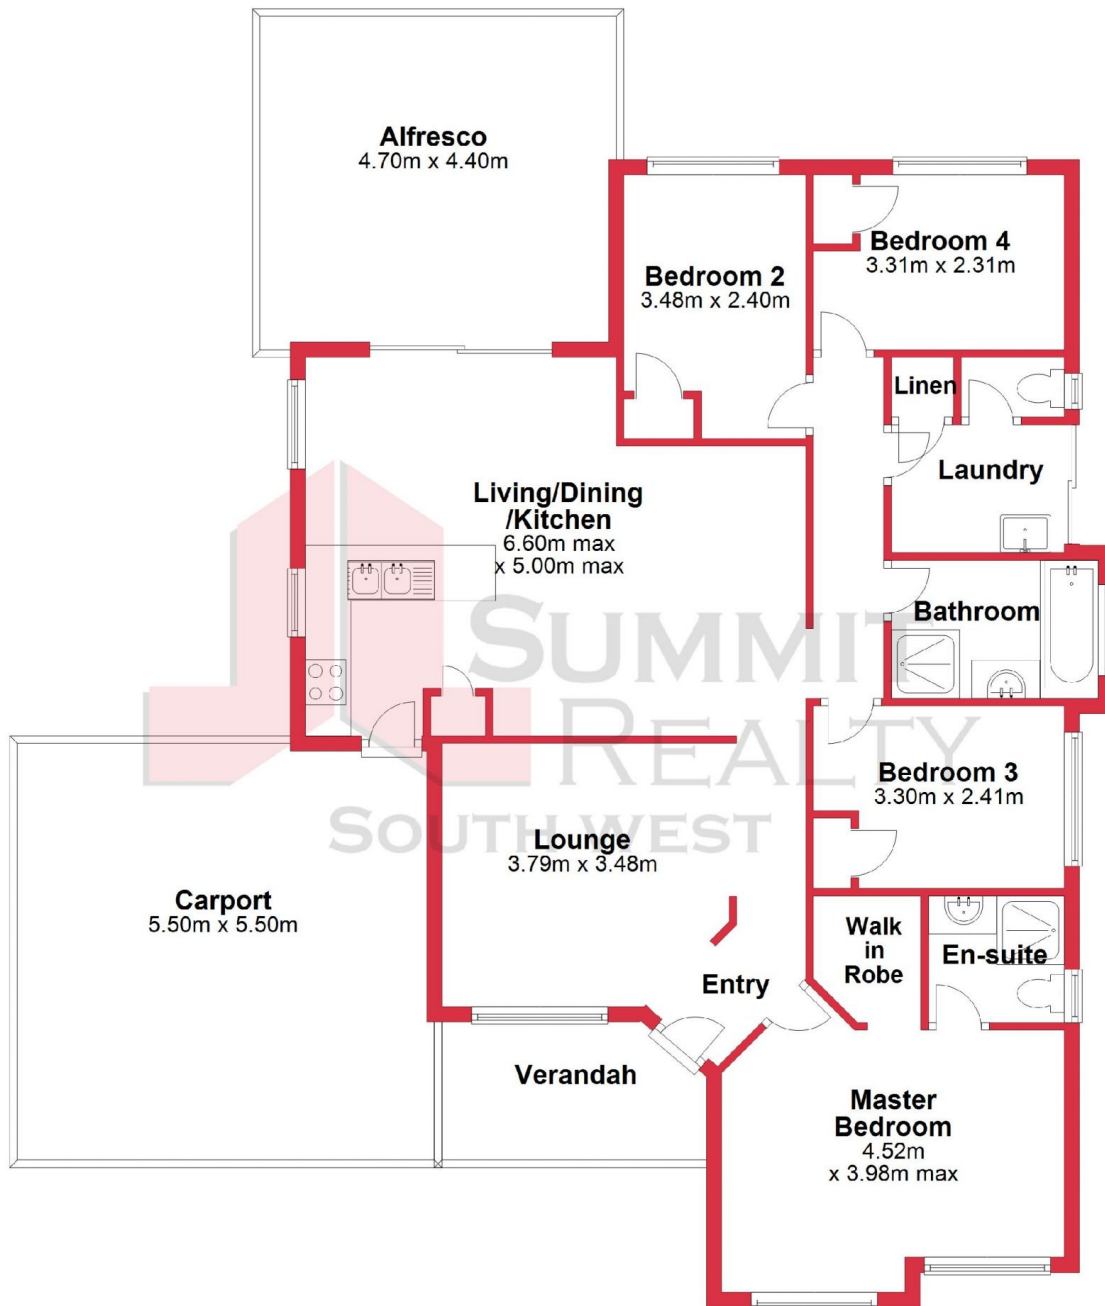 Alfresco
4.70m x 4.40m
Bedroom 2
3.48m x 2.40m
Bedroom 4
3.31m x 2.31m
Linen
Laundry
Living/Dining
/Kitchen
6.60m max
x 5.00m max
Bathroom
SUMMIT
REALTY
SOUTH WEST
Bedroom 3
3.30m x 2.41m
Lounge
3.79m x 3.48m
Carport
5.50m x 5.50m
Walk
in
Robe
En-suite
Entry
Verandah
Master
Bedroom
4.52m
x 3.98m max